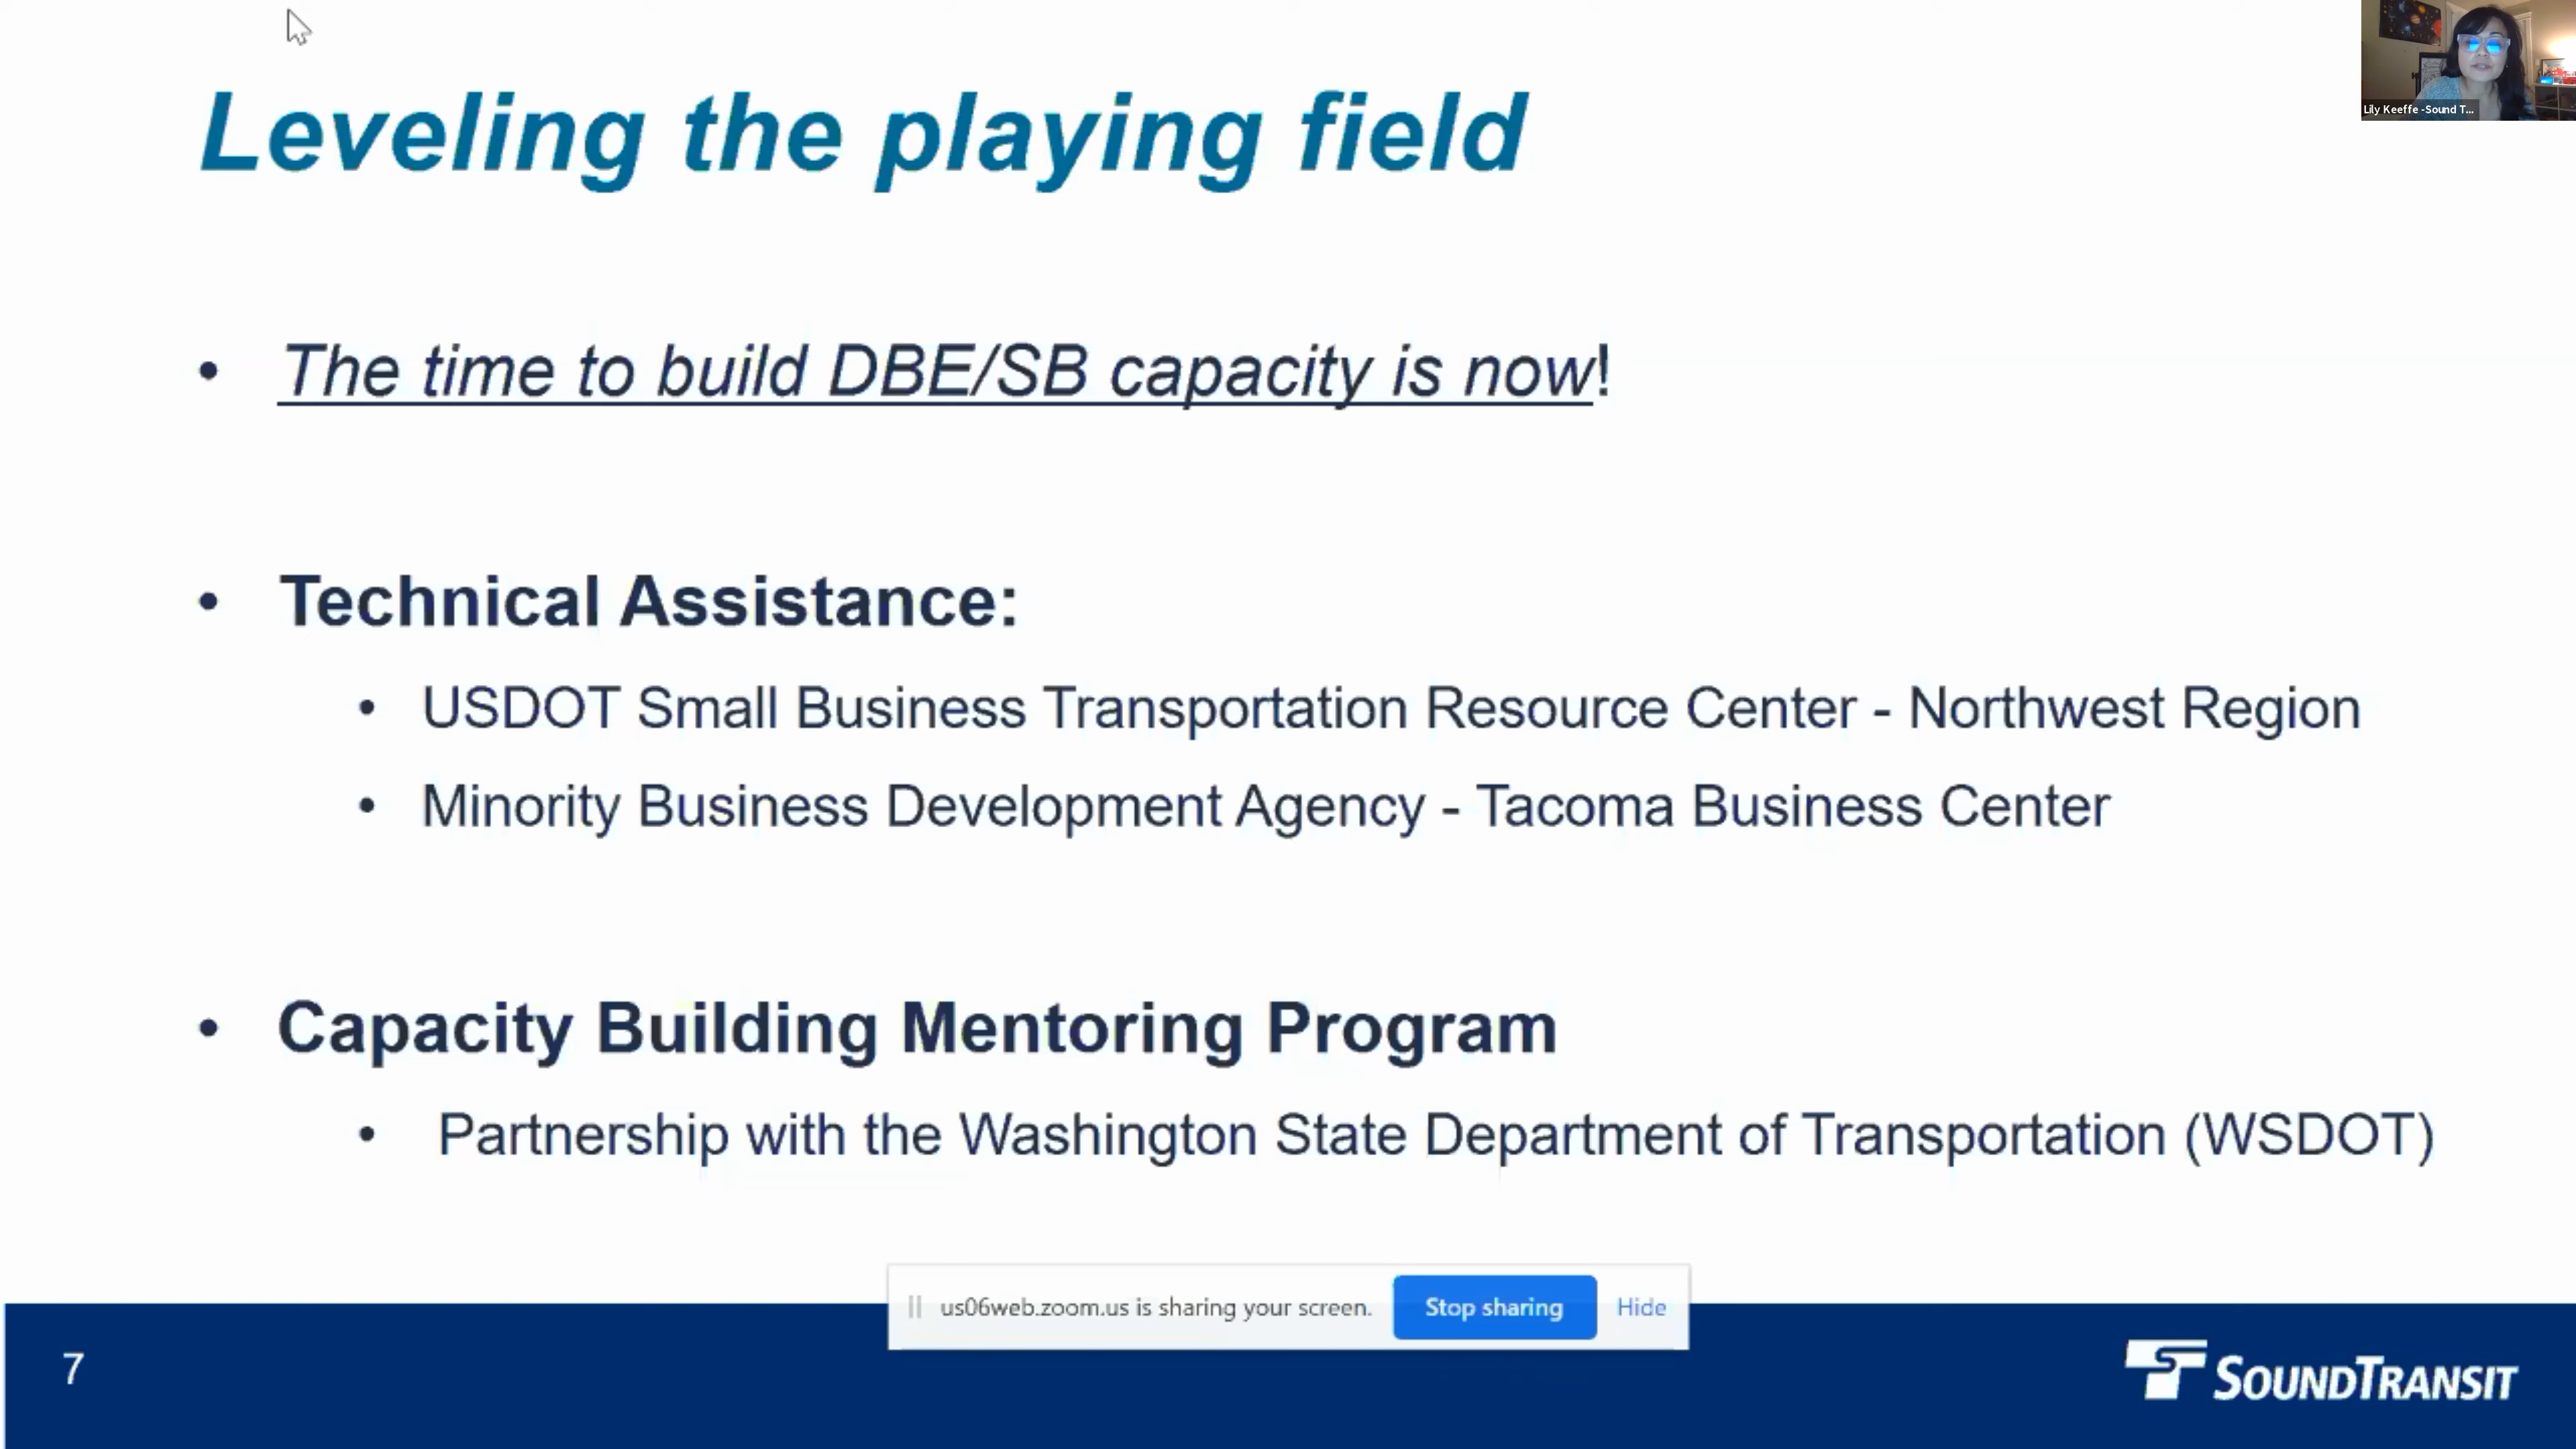 Leveling the playing field
Lily Keeffe -Sound T...
• The time to build DBE/SB capacity is now!
• Technical Assistance:
• USDOT Small Business Transportation Resource Center - Northwest Region
• Minority Business Development Agency - Tacoma Business Center
• Capacity Building Mentoring Program
• Partnership with the Washington State Department of Transportation (WSDOT)
us06web.zoom.us is sharing your screen. Stop sharing Hide
7
SOUNDTRANSIT